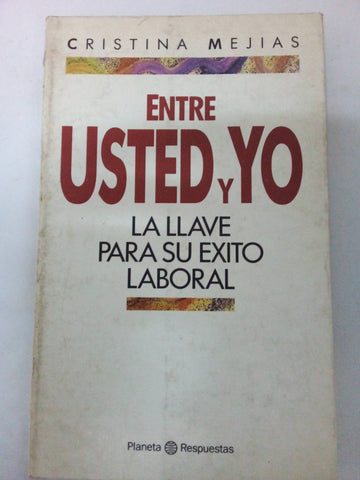 CRISTINA MEJIAS
ENTRE
USTED Y YO
LA LLAVE
PARA SU EXITO
LABORAL
Planeta Respuestas